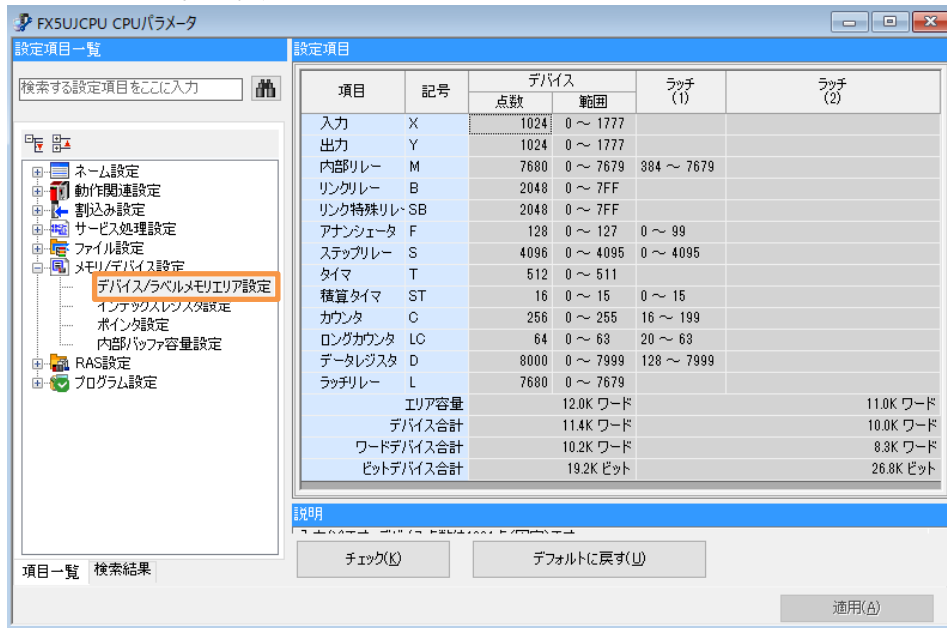 FX5UJCPU CPUパラメータ
設定項目一覧
検索する設定項目をここに入力
ネーム設定
動作関連設定
割込み設定
サービス処理設定
ファイル設定
メモリ/デバイス設定
デバイス/ラベルメモリエリア設定
インデックスレジスタ設定
ポインタ設定
内部バッファ容量設定
RAS設定
プログラム設定
項目一覧 検索結果
設定項目
項目 記号 デバイス ラッチ(1) ラッチ(2)
点数 範囲
入力 X 1024 0 ～ 1777
出力 Y 1024 0 ～ 1777
内部リレー M 7680 0 ～ 7679 384 ～ 7679
リンクリレー B 2048 0 ～ 7FF
リンク特殊リレ SB 2048 0 ～ 7FF
アナンシェータ F 128 0 ～ 127 0 ～ 99
ステップリレー S 4096 0 ～ 4095 0 ～ 4095
タイマ T 512 0 ～ 511
積算タイマ ST 16 0 ～ 15 0 ～ 15
カウンタ C 256 0 ～ 255 16 ～ 199
ロングカウンタ LC 64 0 ～ 63 20 ～ 63
データレジスタ D 8000 0 ～ 7999 128 ～ 7999
ラッチリレー L 7680 0 ～ 7679
エリア容量 12.0K ワード 11.0K ワード
デバイス合計 11.4K ワード 10.0K ワード
ワードデバイス合計 10.2K ワード 8.3K ワード
ビットデバイス合計 19.2K ビット 26.8K ビット
説明
チェック(K) デフォルトに戻す(U)
適用(A)